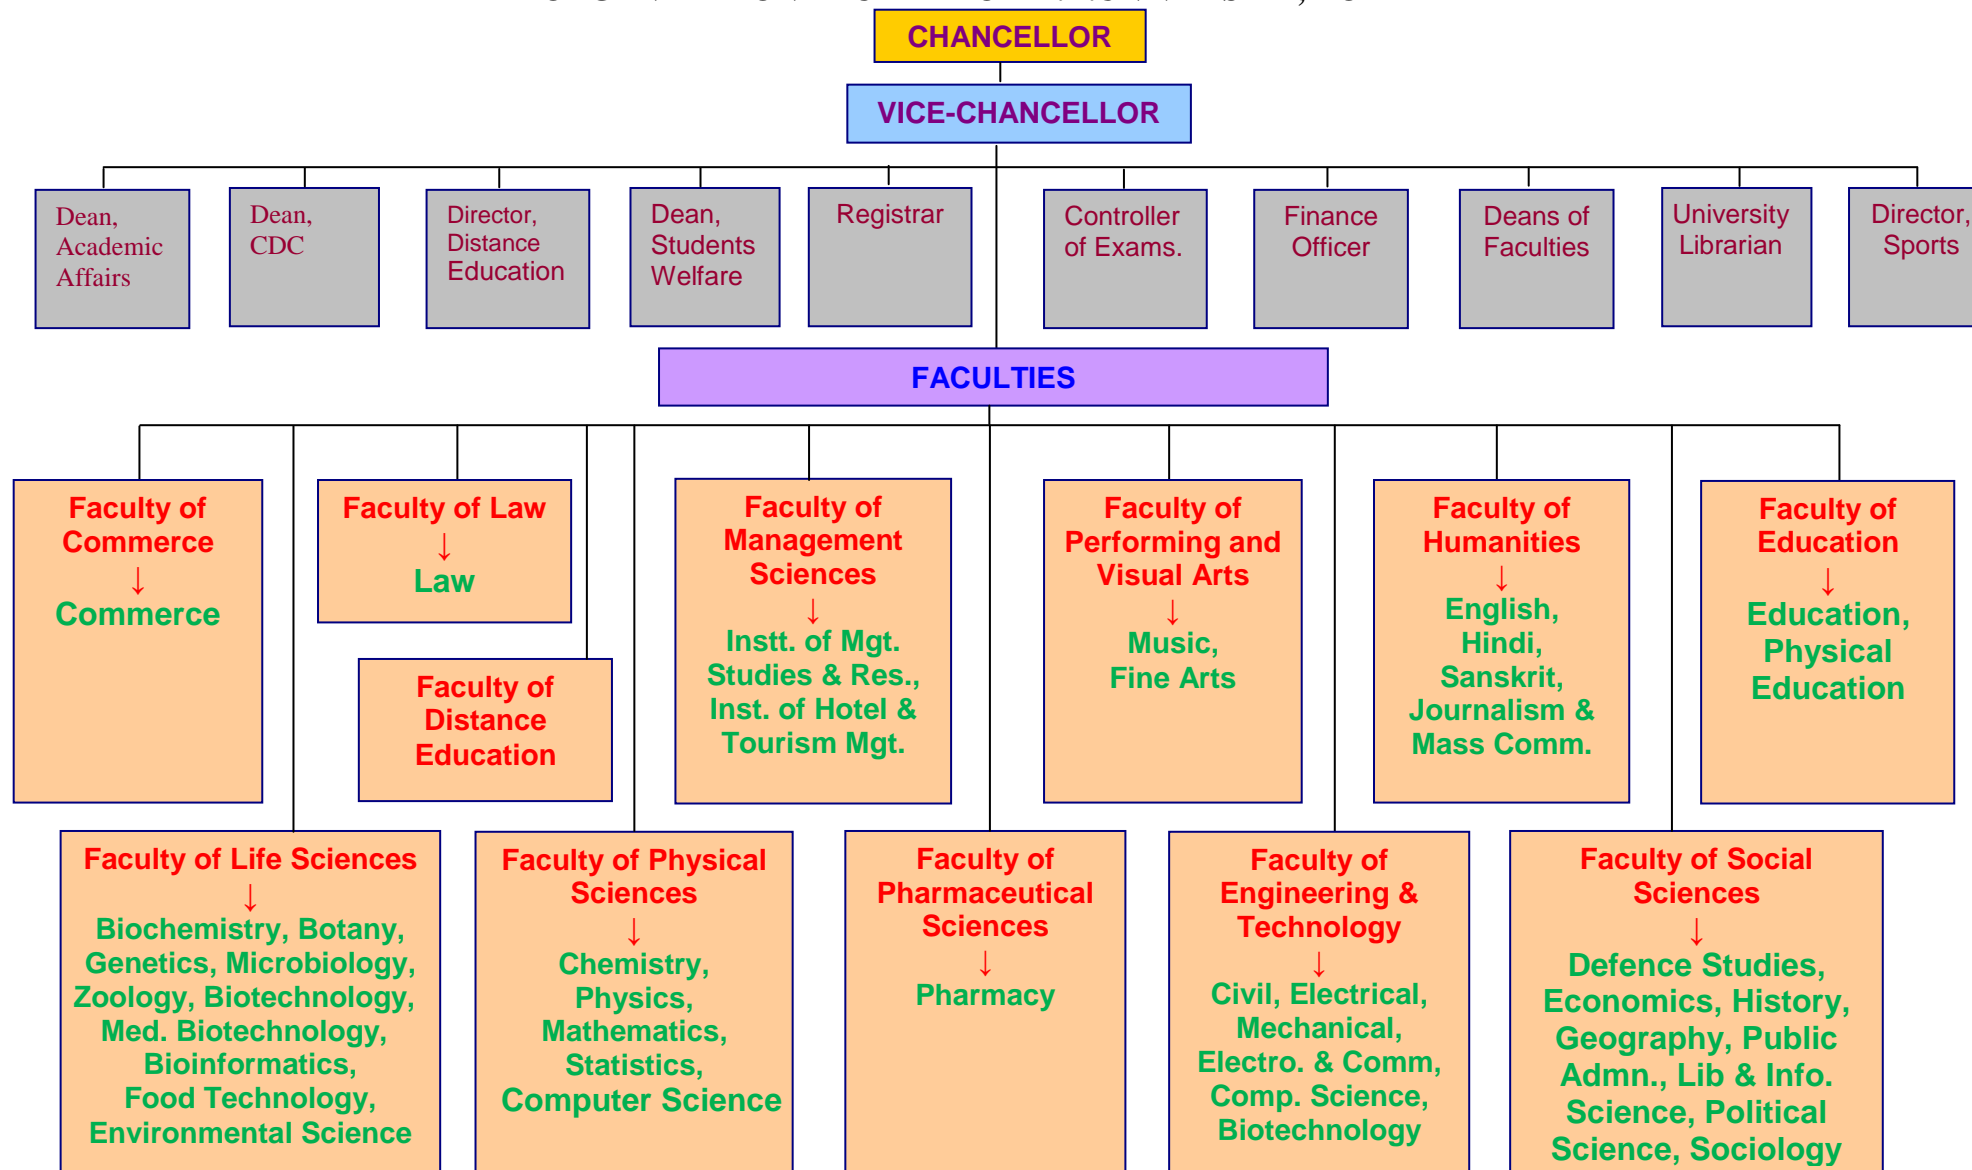 CHANCELLOR
VICE-CHANCELLOR
Dean,
Academic
Affairs
Dean,
CDC
Director,
Distance
Education
Dean,
Students
Welfare
Registrar
Controller
of Exams.
Finance
Officer
Deans of
Faculties
University
Librarian
Director,
Sports
FACULTIES
Faculty of
Commerce
↓
Commerce
Faculty of Law
↓
Law
Faculty of
Distance
Education
Faculty of
Management
Sciences
↓
Instt. of Mgt.
Studies & Res.,
Inst. of Hotel &
Tourism Mgt.
Faculty of
Performing and
Visual Arts
↓
Music,
Fine Arts
Faculty of
Humanities
↓
English,
Hindi,
Sanskrit,
Journalism &
Mass Comm.
Faculty of
Education
↓
Education,
Physical
Education
Faculty of Life Sciences
↓
Biochemistry, Botany,
Genetics, Microbiology,
Zoology, Biotechnology,
Med. Biotechnology,
Bioinformatics,
Food Technology,
Environmental Science
Faculty of Physical
Sciences
↓
Chemistry,
Physics,
Mathematics,
Statistics,
Computer Science
Faculty of
Pharmaceutical
Sciences
↓
Pharmacy
Faculty of
Engineering &
Technology
↓
Civil, Electrical,
Mechanical,
Electro. & Comm,
Comp. Science,
Biotechnology
Faculty of Social
Sciences
↓
Defence Studies,
Economics, History,
Geography, Public
Admn., Lib & Info.
Science, Political
Science, Sociology